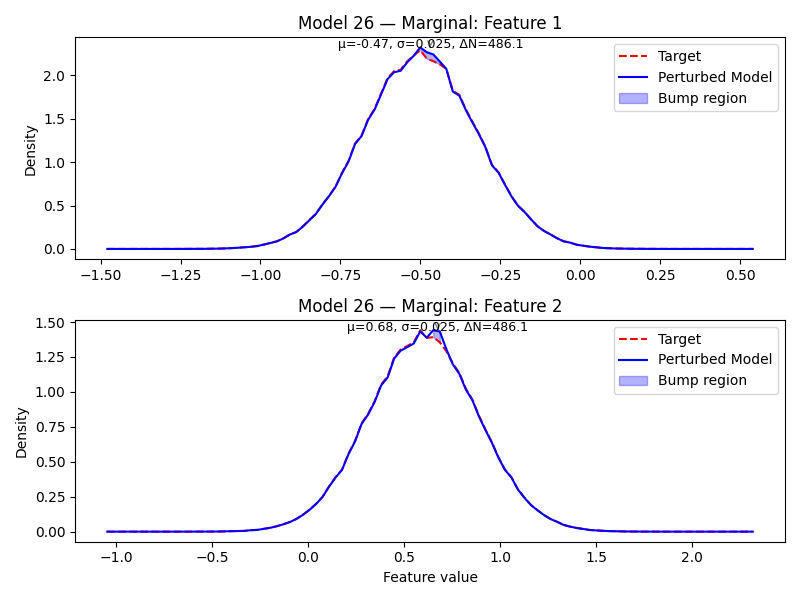 Model 26 — Marginal: Feature 1
μ=-0.47, σ=0.025, ΔN=486.1
Target
Perturbed Model
Bump region
Density
2.0
1.5
1.0
0.5
0.0
−1.50 −1.25 −1.00 −0.75 −0.50 −0.25 0.00 0.25 0.50
Model 26 — Marginal: Feature 2
μ=0.68, σ=0.025, ΔN=486.1
Target
Perturbed Model
Bump region
Density
1.50
1.25
1.00
0.75
0.50
0.25
0.00
−1.0 −0.5 0.0 0.5 1.0 1.5 2.0
Feature value